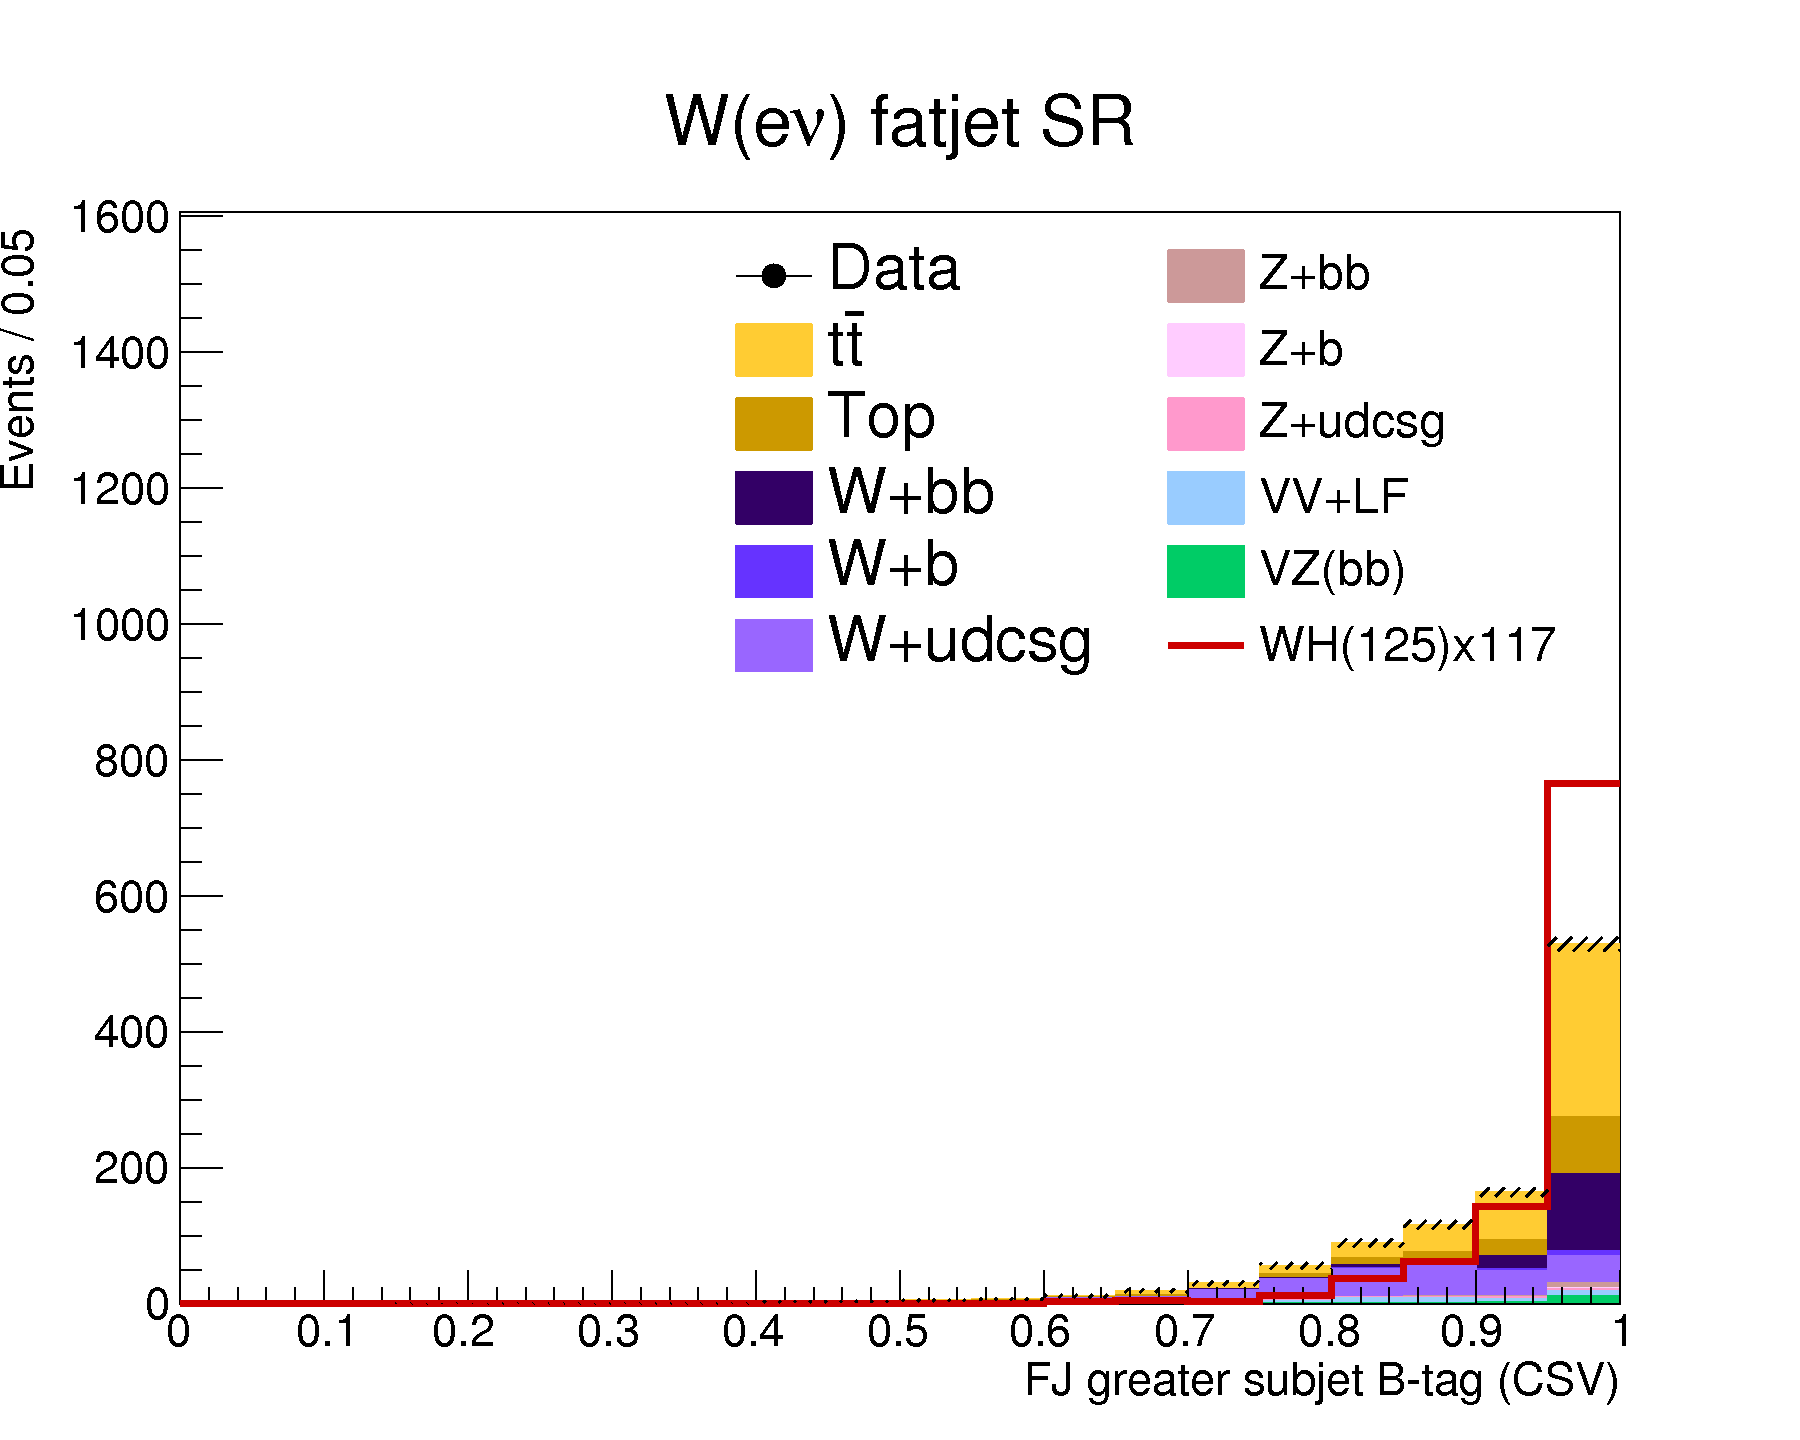 W(eν) fatjet SR
Events / 0.05
1600
1400
1200
1000
800
600
400
200
0
Data
tt̄
Top
W+bb
W+b
W+udcsg
Z+bb
Z+b
Z+udcsg
VV+LF
VZ(bb)
WH(125)x117
0 0.1 0.2 0.3 0.4 0.5 0.6 0.7 0.8 0.9 1
FJ greater subjet B-tag (CSV)